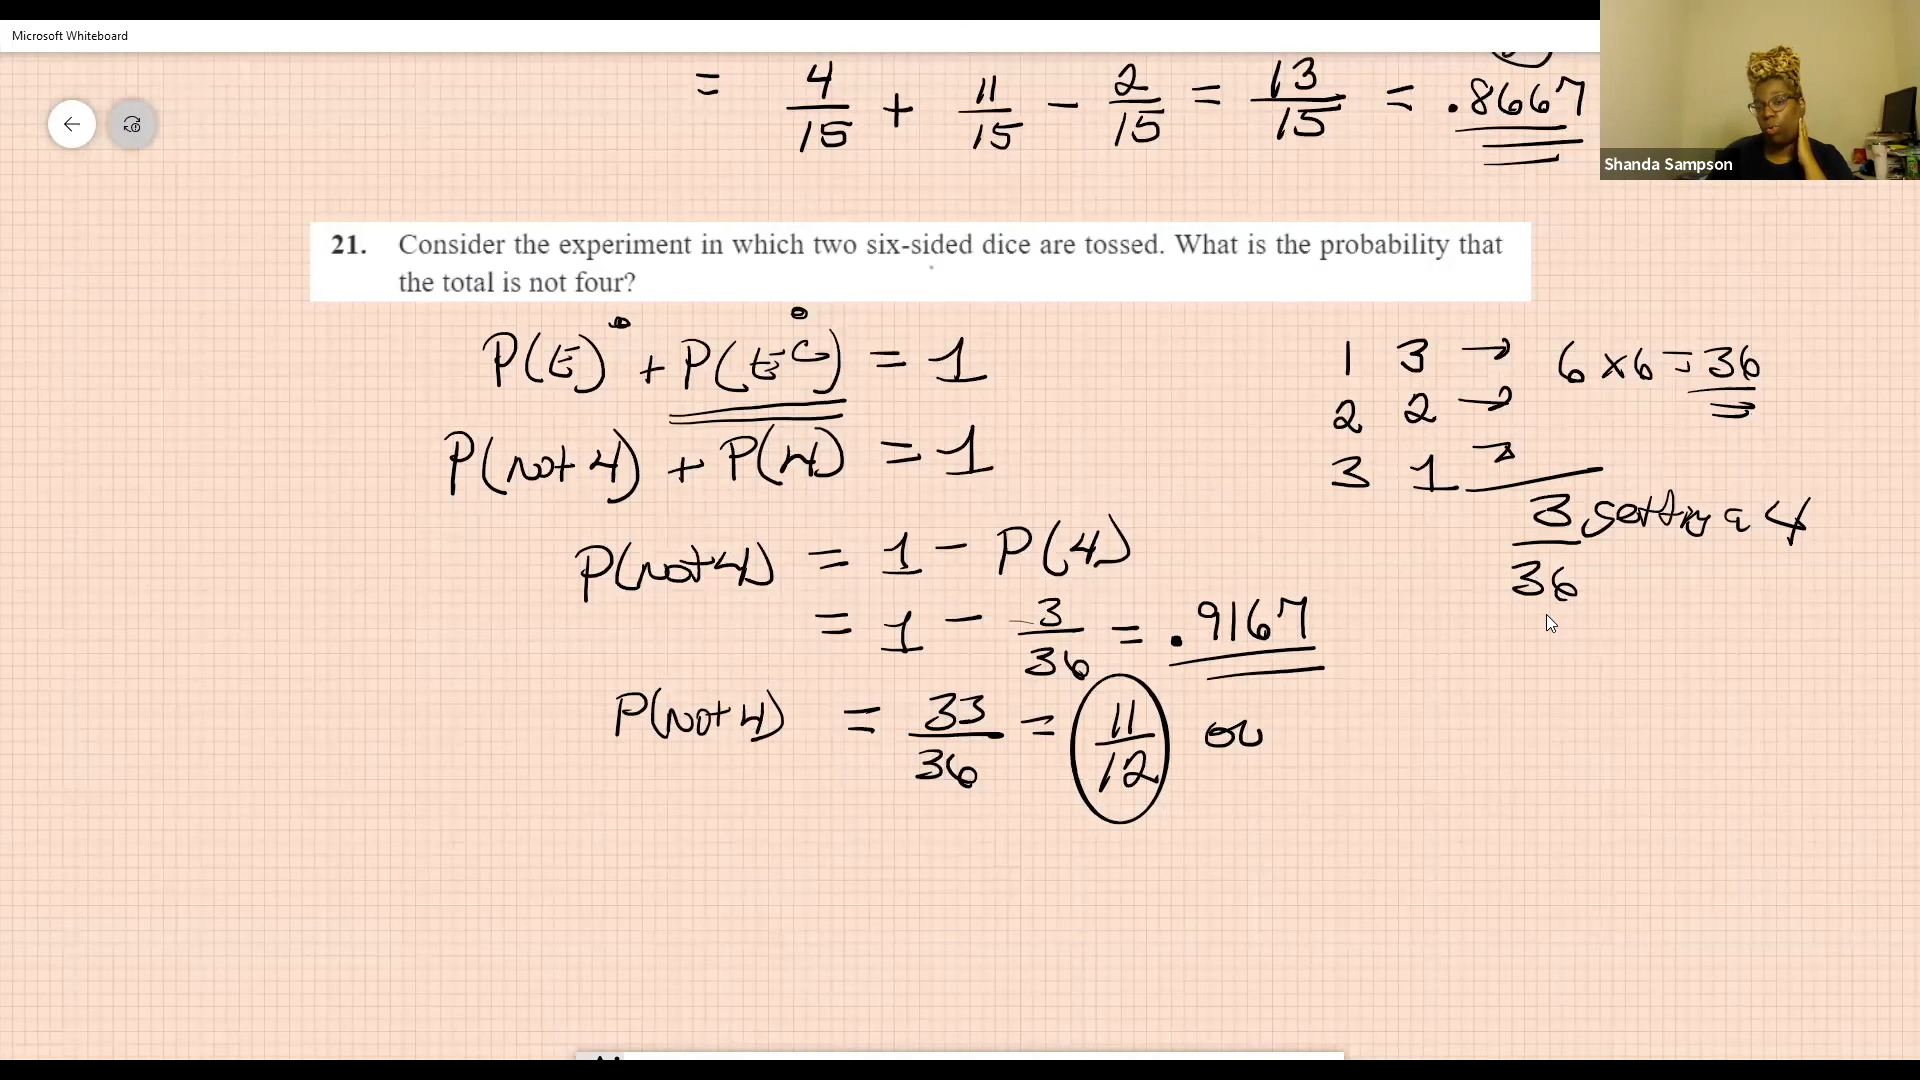 Microsoft Whiteboard
= 4/15 + 11/15 - 2/15 = 13/15 = .8667
Shanda Sampson
21. Consider the experiment in which two six-sided dice are tossed. What is the probability that
the total is not four?
P(E) + P(E^C) = 1
P(not 4) + P(4) = 1
P(not 4) = 1 - P(4)
= 1 - 3/36 = .9167
P(not 4) = 33/36 = 11/12 or
1 3 → 6 x 6 = 36
2 2 →
3 1 →
3 getting a 4
36